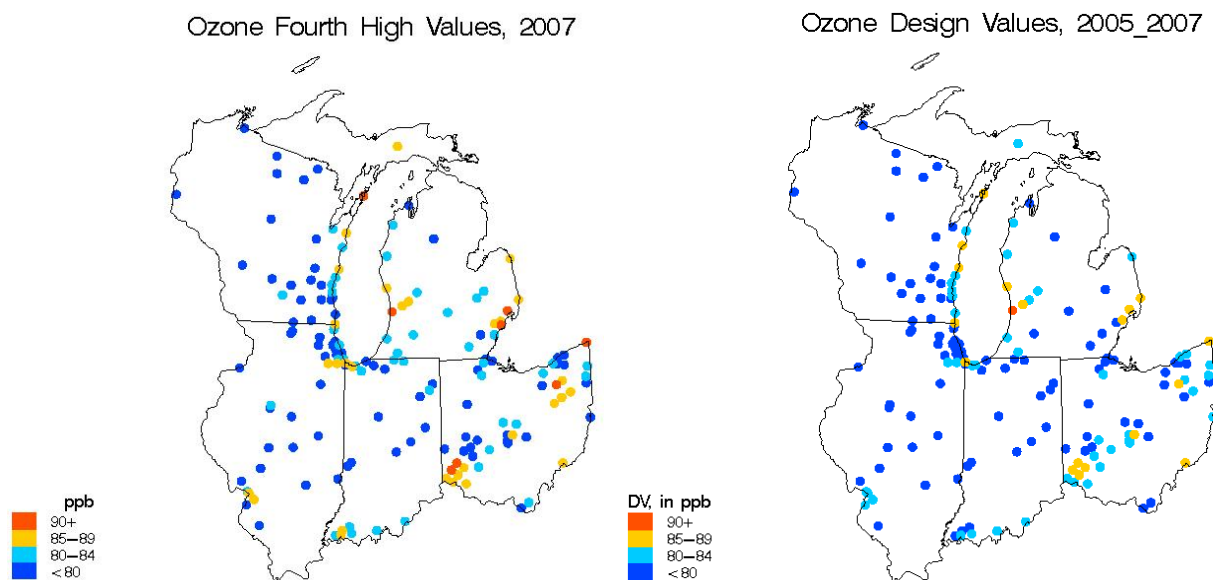 Ozone Fourth High Values, 2007
ppb
90+
85–89
80–84
<80
Ozone Design Values, 2005_2007
DV, in ppb
90+
85–89
80–84
<80